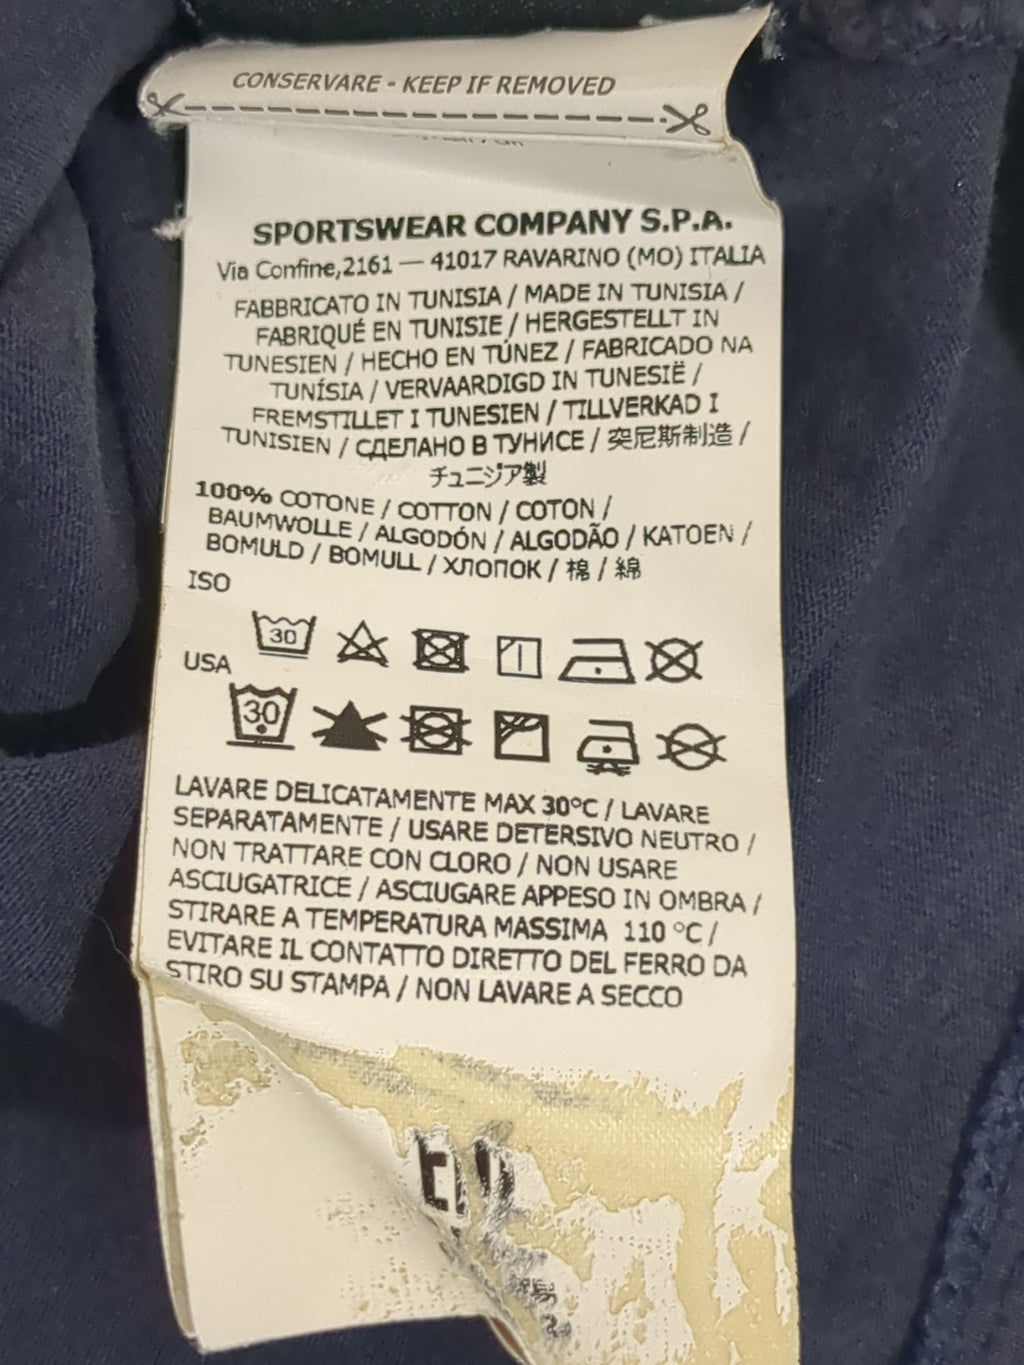 CONSERVARE - KEEP IF REMOVED
SPORTSWEAR COMPANY S.P.A.
Via Confine,2161 — 41017 RAVARINO (MO) ITALIA
FABBRICATO IN TUNISIA / MADE IN TUNISIA /
FABRIQUÉ EN TUNISIE / HERGESTELLT IN
TUNESIEN / HECHO EN TÚNEZ / FABRICADO NA
TUNÍSIA / VERVAARDIGD IN TUNESIË /
FREMSTILLET I TUNESIEN / TILLVERKAD I
TUNISIEN / СДЕЛАНО В ТУНИСЕ / 突尼斯制造 /
チュニジア製
100% COTONE / COTTON / COTON /
BAUMWOLLE / ALGODÓN / ALGODÃO / KATOEN /
BOMULD / BOMULL / ХЛОПОК / 棉 / 綿
ISO
30
USA
30
LAVARE DELICATAMENTE MAX 30°C / LAVARE
SEPARATAMENTE / USARE DETERSIVO NEUTRO /
NON TRATTARE CON CLORO / NON USARE
ASCIUGATRICE / ASCIUGARE APPESO IN OMBRA /
STIRARE A TEMPERATURA MASSIMA 110 °C /
EVITARE IL CONTATTO DIRETTO DEL FERRO DA
STIRO SU STAMPA / NON LAVARE A SECCO